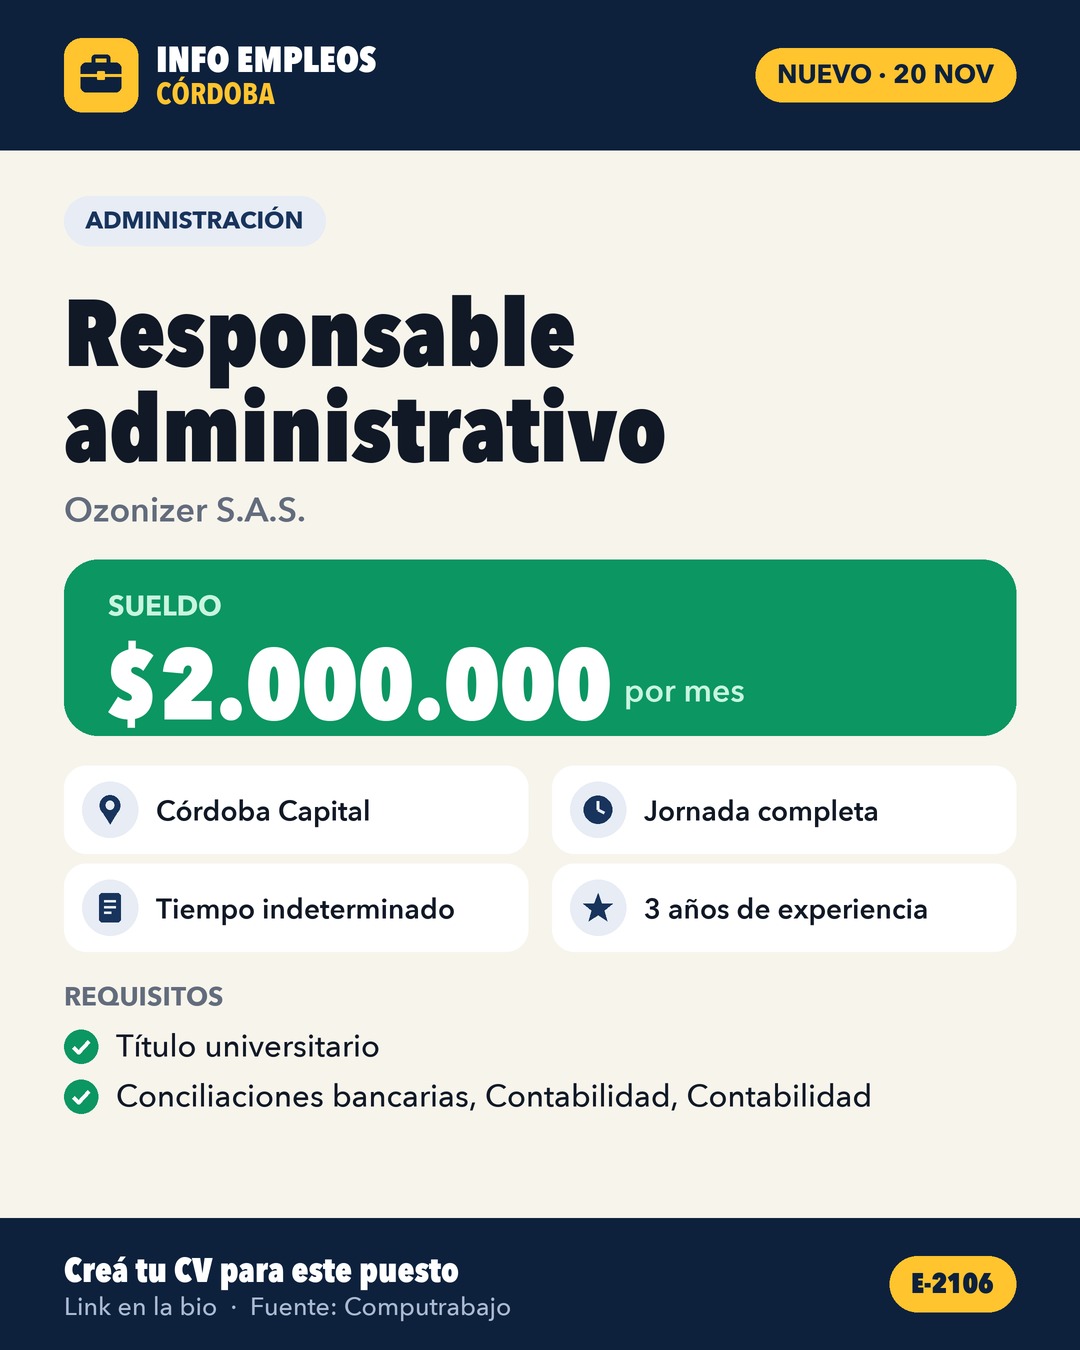 INFO EMPLEOS
CÓRDOBA
NUEVO · 20 NOV
ADMINISTRACIÓN
Responsable
administrativo
Ozonizer S.A.S.
SUELDO
$2.000.000 por mes
Córdoba Capital
Jornada completa
Tiempo indeterminado
3 años de experiencia
REQUISITOS
Título universitario
Conciliaciones bancarias, Contabilidad, Contabilidad
Creá tu CV para este puesto
Link en la bio · Fuente: Computrabajo
E-2106